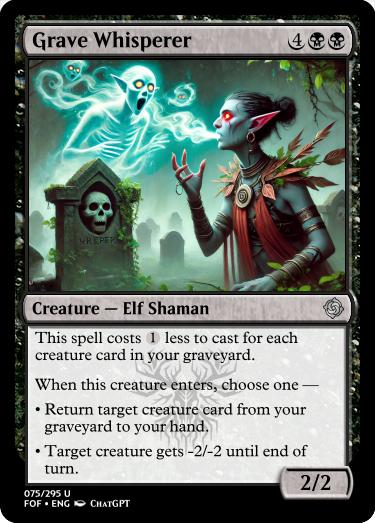 Grave Whisperer 4
Creature — Elf Shaman
This spell costs 1 less to cast for each
creature card in your graveyard.
When this creature enters, choose one —
• Return target creature card from your
graveyard to your hand.
• Target creature gets -2/-2 until end of
turn.
2/2
075/295 U
FOF • ENG ChatGPT